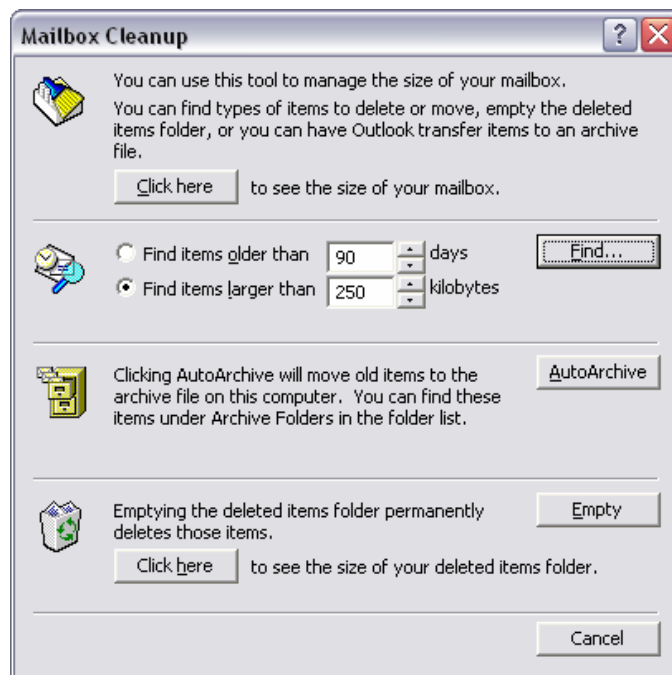 Mailbox Cleanup
You can use this tool to manage the size of your mailbox.
You can find types of items to delete or move, empty the deleted
items folder, or you can have Outlook transfer items to an archive
file.
Click here to see the size of your mailbox.
Find items older than 90 days Find...
Find items larger than 250 kilobytes
Clicking AutoArchive will move old items to the AutoArchive
archive file on this computer. You can find these
items under Archive Folders in the folder list.
Emptying the deleted items folder permanently Empty
deletes those items.
Click here to see the size of your deleted items folder.
Cancel